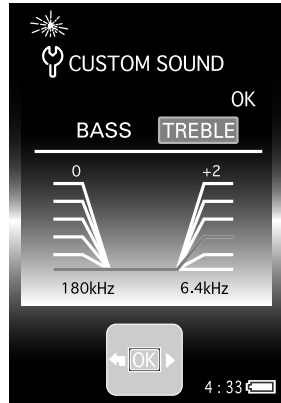 CUSTOM SOUND
OK
BASS TREBLE
0 +2
180kHz 6.4kHz
OK
4:33